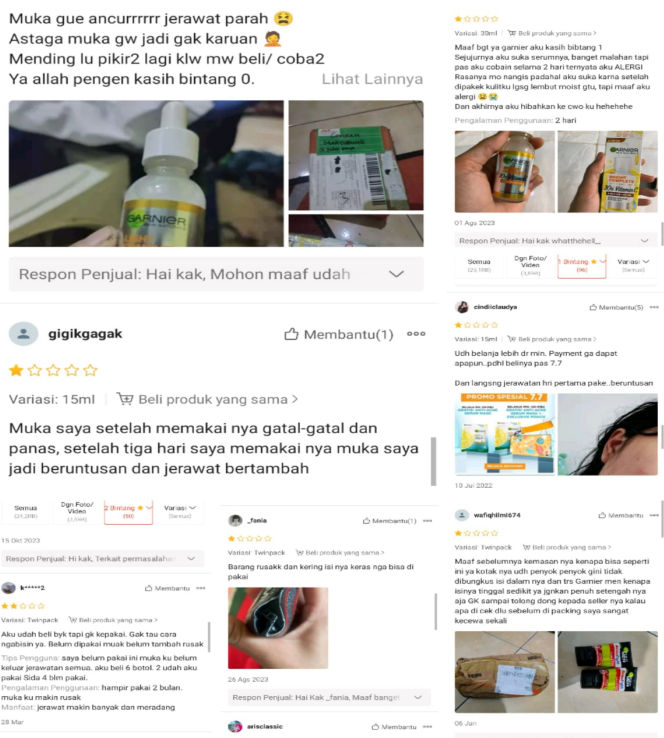 Muka gue ancurrrrrr jerawat parah
Astaga muka gw jadi gak karuan
Mending lu pikir2 lagi klw mw beli/ coba2
Ya allah pengen kasih bintang 0. Lihat Lainnya
GARNIER
Respon Penjual: Hai kak, Mohon maaf udah
gigikgagak Membantu(1)
Variasi: 15ml Beli produk yang sama >
Muka saya setelah memakai nya gatal-gatal dan
panas, setelah tiga hari saya memakai nya muka saya
jadi beruntusan dan jerawat bertambah
Semua Dgn Foto/ Video 2 Bintang Variasi
15 Okt 2023
Respon Penjual: Hi kak, Terkait permasalahan
k*****2 Membantu
Variasi: Twinpack Beli produk yang sama >
Aku udah beli byk tapi gk kepakai. Gak tau cara
ngabisin ya. Belum dipakai muak belum tambah rusak
Tips Pengguna: saya belum pakai ini muka ku belum
keluar jerawatan semua. aku beli 6 botol. 2 udah aku
pakai Sida 4 blm pakai.
Pengalaman Penggunaan: hampir pakai 2 bulan.
muka ku makin rusak
Manfaat: jerawat makin banyak dan meradang
28 Mar
_fania Membantu(1)
Variasi: Twinpack Beli produk yang sama >
Barang rusakk dan kering isi nya keras nga bisa di
pakai
26 Ags 2023
Respon Penjual: Hai Kak _fania, Maaf banget
arisclassic Membantu
Variasi: 30ml Beli produk yang sama >
Maaf bgt ya garnier aku kasih bibtang 1
Sejujurnya aku suka serumnya, banget malahan tapi
pas aku cobain selama 2 hari ternyata aku ALERGI
Rasanya mo nangis padahal aku suka karna setelah
dipakek kulitku lgsg lembut moist gtu, tapi maaf aku
alergi
Dan akhirnya aku hibahkan ke cwo ku hehehehe
Pengalaman Penggunaan: 2 hari
GARNIER
01 Ags 2023
Respon Penjual: Hai kak whatthehell_
Semua Dgn Foto/ Video 1 Bintang Variasi
cindiiclaudya Membantu(5)
Variasi: 15ml Beli produk yang sama >
Udh belanja lebih dr min. Payment ga dapat
apapun..pdhl belinya pas 7.7
Dan langsng jerawatan hri pertama pake..beruntusan
PROMO SPESIAL 7.7
10 Jul 2022
wafiqhilmi674 Membantu
Variasi: Twinpack Beli produk yang sama >
Maaf sebelumnya kemasan nya kenapa bisa seperti
ini ya kotak nya udh penyok penyok gini tidak
dibungkus isi dalam nya dan trs Garnier men kenapa
isinya tinggal sedikit ya jgnkan penuh setengah nya
aja GK sampai tolong dong kepada seller nya kalau
apa di cek dlu sebelum di packing saya sangat
kecewa sekali
06 Jun